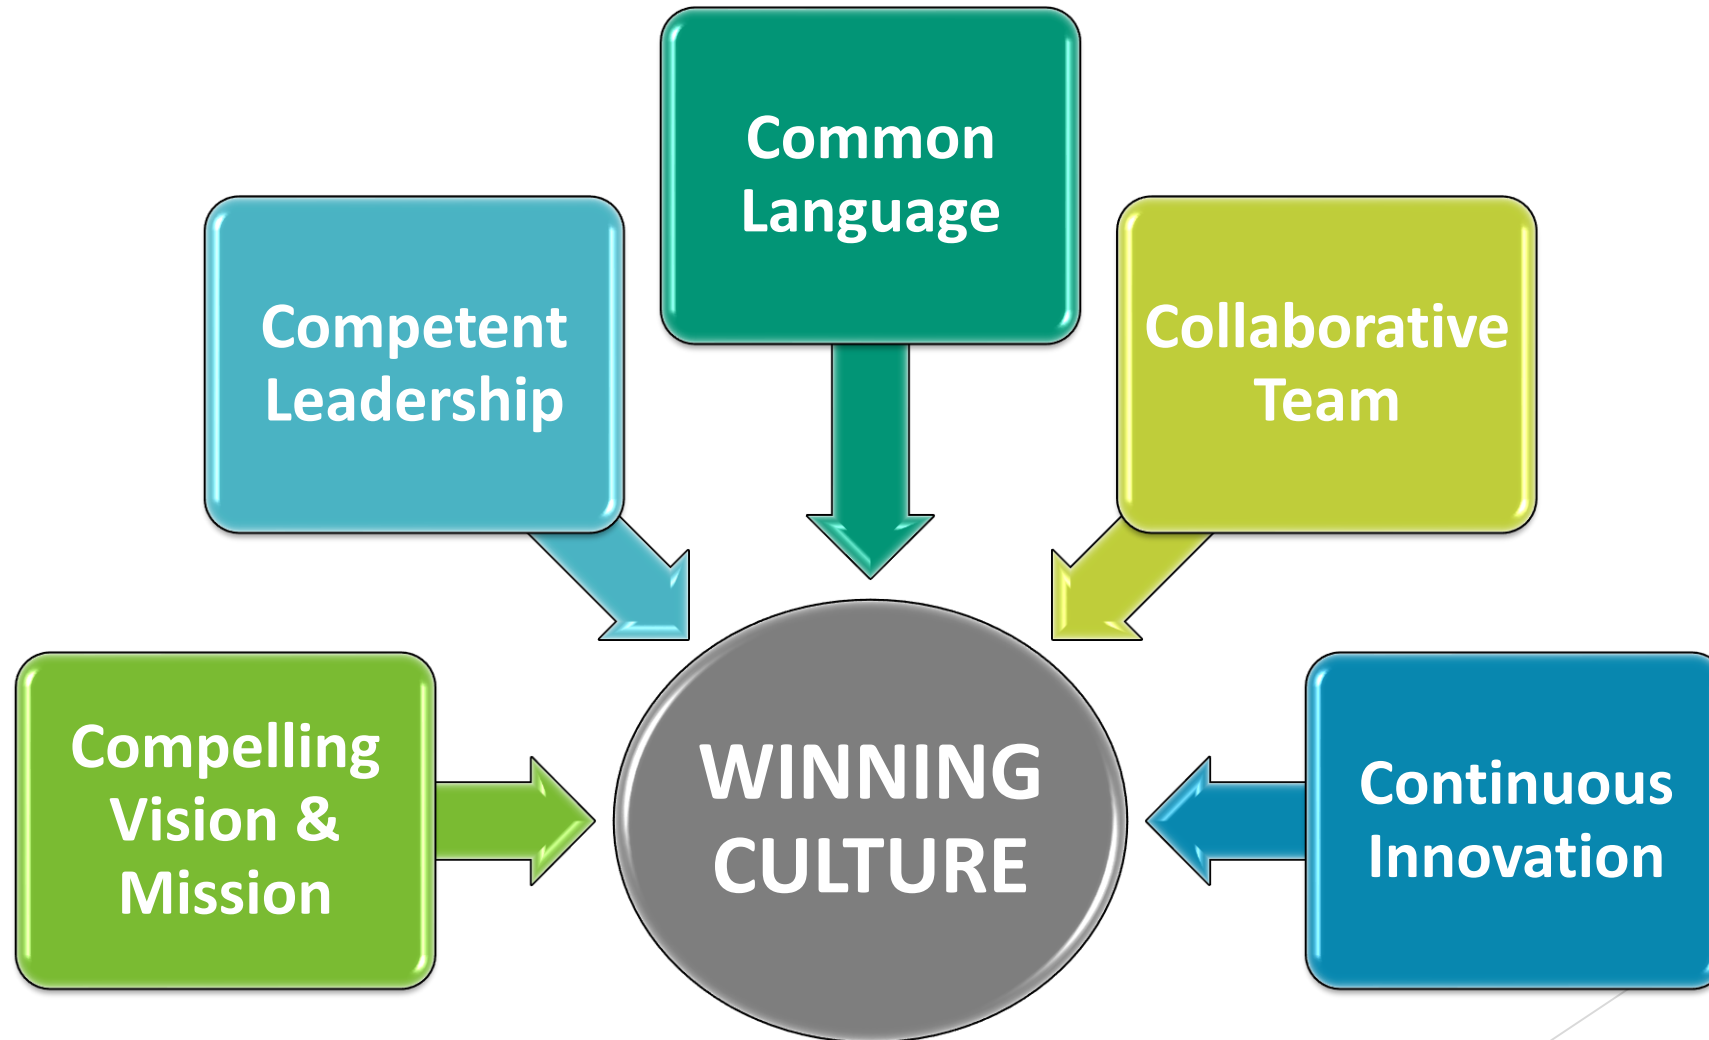 Common
Language
Competent
Leadership
Collaborative
Team
Compelling
Vision &
Mission
WINNING
CULTURE
Continuous
Innovation